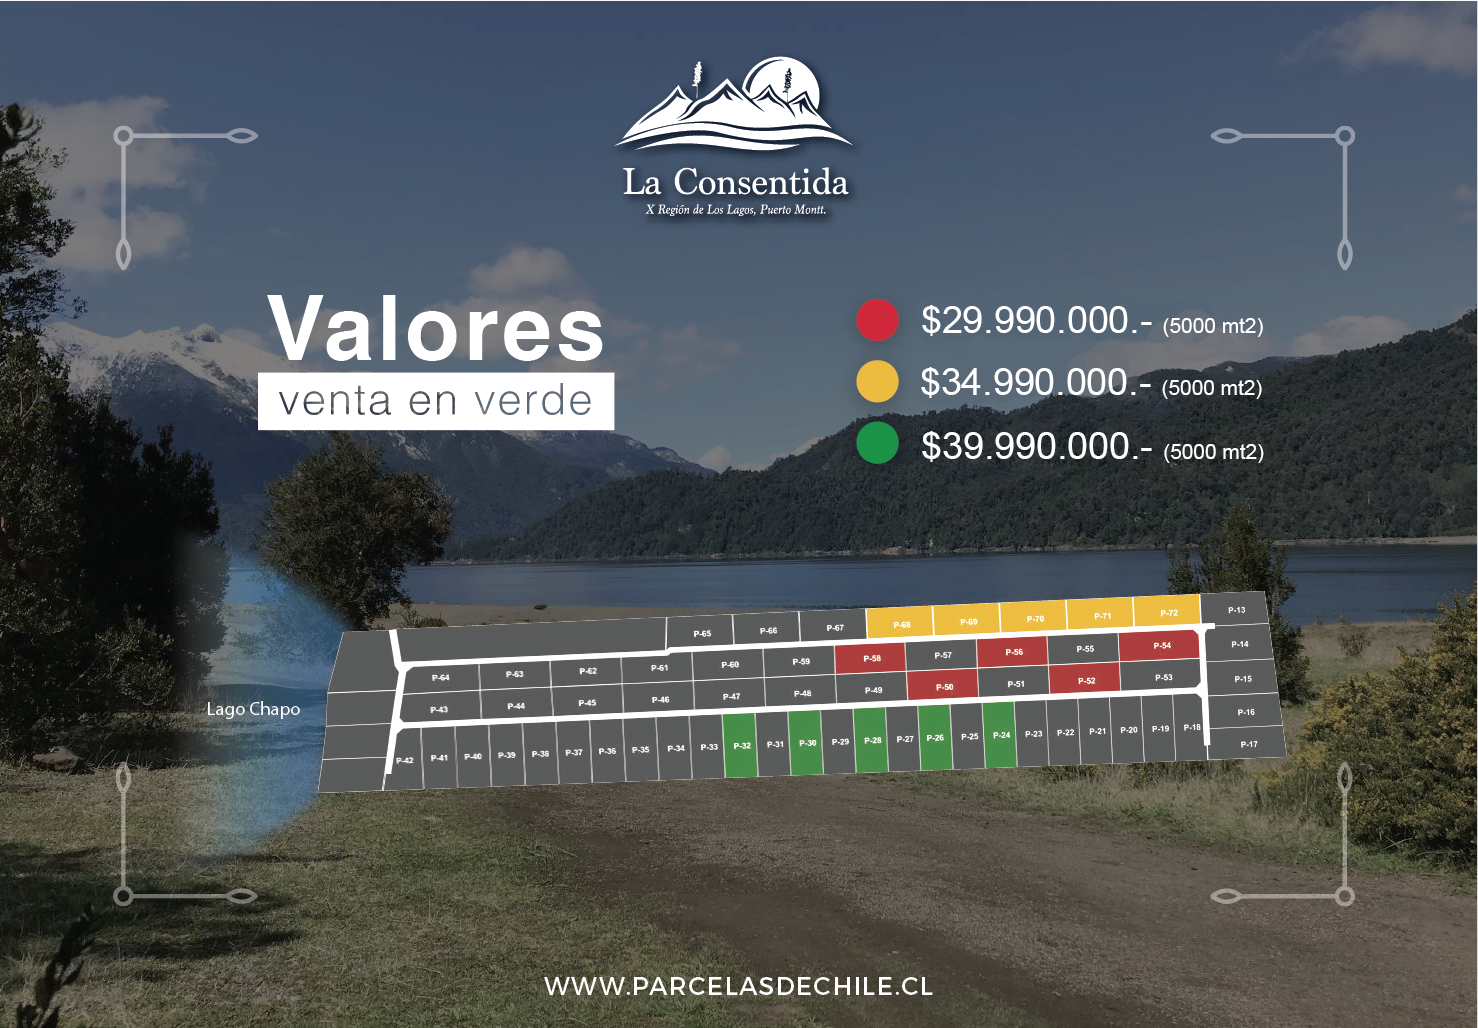 La Consentida
X Región de Los Lagos, Puerto Montt.
Valores
venta en verde
$29.990.000.- (5000 mt2)
$34.990.000.- (5000 mt2)
$39.990.000.- (5000 mt2)
P-65 P-66 P-67 P-68 P-69 P-70 P-71 P-72 P-13
P-64 P-63 P-62 P-61 P-60 P-59 P-58 P-57 P-56 P-55 P-54 P-14
P-43 P-44 P-45 P-46 P-47 P-48 P-49 P-50 P-51 P-52 P-53 P-15
P-16
Lago Chapo
P-42 P-41 P-40 P-39 P-38 P-37 P-36 P-35 P-34 P-33 P-32 P-31 P-30 P-29 P-28 P-27 P-26 P-25 P-24 P-23 P-22 P-21 P-20 P-19 P-18 P-17
WWW.PARCELASDECHILE.CL